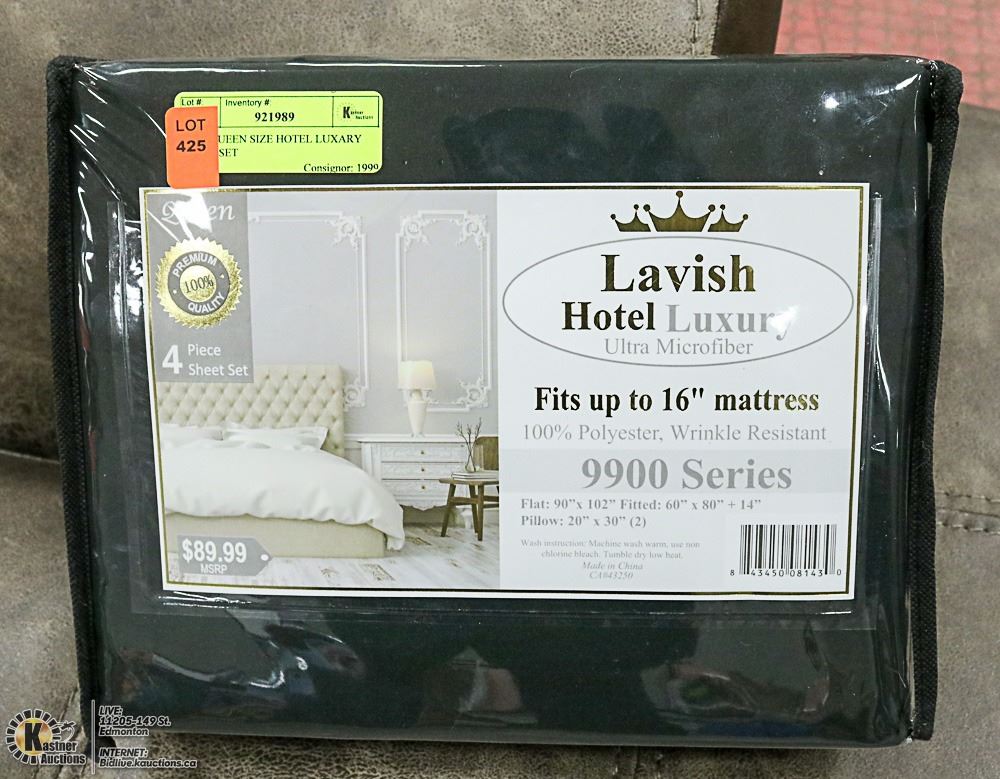 Lot #: Inventory #
921989
Kastner Auctions
LOT
425
UEEN SIZE HOTEL LUXARY
SET
Consignor: 1999
PREMIUM
100%
QUALITY
4 Piece
Sheet Set
$89.99
MSRP
Lavish
Hotel Luxury
Ultra Microfiber
Fits up to 16" mattress
100% Polyester, Wrinkle Resistant
9900 Series
Flat: 90”x 102” Fitted: 60” x 80” + 14”
Pillow: 20” x 30” (2)
Wash instruction: Machine wash warm, use non
chlorine bleach. Tumble dry low heat.
Made in China
CA#43250
8 43450 08143 0
Kastner
Auctions
LIVE:
11205-149 St.
Edmonton
INTERNET:
Bidlive.kauctions.ca